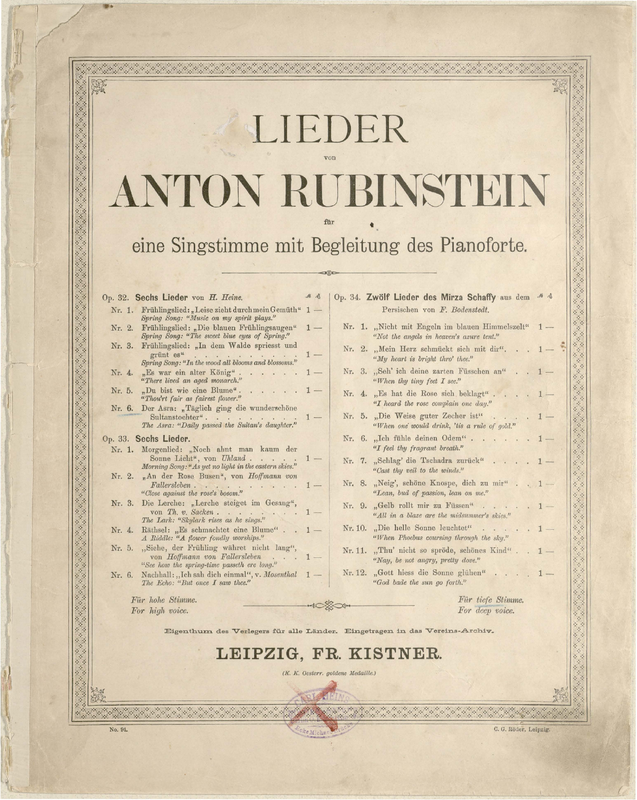 LIEDER
von
ANTON RUBINSTEIN
für
eine Singstimme mit Begleitung des Pianoforte.
Op. 32. Sechs Lieder von H. Heine. ℳ ₰
Nr. 1. Frühlingslied: „Leise zieht durch mein Gemüth“ 1 —
Spring Song: "Music on my spirit plays."
Nr. 2. Frühlingslied: „Die blauen Frühlingsaugen“ 1 —
Spring Song: "The sweet blue eyes of Spring."
Nr. 3. Frühlingslied: „In dem Walde spriesst und
grünt es“ . . . . . . . . . . . . 1 —
Spring Song: "In the wood all blooms and blossoms."
Nr. 4. „Es war ein alter König“ . . . . . . 1 —
"There lived an aged monarch."
Nr. 5. „Du bist wie eine Blume“ . . . . . . 1 —
"Thou'rt fair as fairest flower."
Nr. 6. Der Asra: „Täglich ging die wunderschöne
Sultanstochter“ . . . . . . . . . 1 —
The Asra: "Daily passed the Sultan's daughter."
Op. 33. Sechs Lieder.
Nr. 1. Morgenlied: „Noch ahnt man kaum der
Sonne Licht“, von Uhland . . . . 1 —
Morning Song: "As yet no light in the eastern skies."
Nr. 2. „An der Rose Busen“, von Hoffmann von
Fallersleben . . . . . . . . . . 1 —
"Close against the rose's bosom."
Nr. 3. Die Lerche: „Lerche steiget im Gesang“,
von Th. v. Sacken . . . . . . . . 1 —
The Lark: "Skylark rises as he sings."
Nr. 4. Räthsel: „Es schmachtet eine Blume“ . . 1 —
A Riddle: "A flower fondly worships."
Nr. 5. „Siehe, der Frühling währet nicht lang“,
von Hoffmann von Fallersleben . . . 1 —
"See how the spring-time passeth ere long."
Nr. 6. Nachhall: „Ich sah dich einmal“, v. Mosenthal 1 —
The Echo: "But once I saw thee."
Op. 34. Zwölf Lieder des Mirza Schaffy aus dem ℳ ₰
Persischen von F. Bodenstedt.
Nr. 1. „Nicht mit Engeln im blauen Himmelszelt“ 1 —
"Not the angels in heaven's azure tent."
Nr. 2. „Mein Herz schmückt sich mit dir“ . . . 1 —
"My heart is bright thro' thee."
Nr. 3. „Seh' ich deine zarten Füsschen an“ . . 1 —
"When thy tiny feet I see."
Nr. 4. „Es hat die Rose sich beklagt“ . . . . 1 —
"I heard the rose complain one day."
Nr. 5. „Die Weise guter Zecher ist“ . . . . 1 —
"When one would drink, 'tis a rule of gold."
Nr. 6. „Ich fühle deinen Odem“ . . . . . . 1 —
"I feel thy fragrant breath."
Nr. 7. „Schlag' die Tschadra zurück“ . . . . 1 —
"Cast thy veil to the winds."
Nr. 8. „Neig', schöne Knospe, dich zu mir“ . . 1 —
"Lean, bud of passion, lean on me."
Nr. 9. „Gelb rollt mir zu Füssen“ . . . . . 1 —
"All in a blaze are the midsummer's skies."
Nr. 10. „Die helle Sonne leuchtet“ . . . . . 1 —
"When Phoebus cometh through the sky."
Nr. 11. „Thu' nicht so spröde, schönes Kind“ . . 1 —
"Nay, be not angry, pretty dove."
Nr. 12. „Gott hiess die Sonne glühen“ . . . . 1 —
"God bade the sun go forth."
Für hohe Stimme.
For high voice.
Für tiefe Stimme.
For deep voice.
Eigenthum des Verlegers für alle Länder. Eingetragen in das Vereins-Archiv.
LEIPZIG, FR. KISTNER.
(K. K. Oesterr. goldene Medaille.)
No. 94.
C. G. Röder, Leipzig.